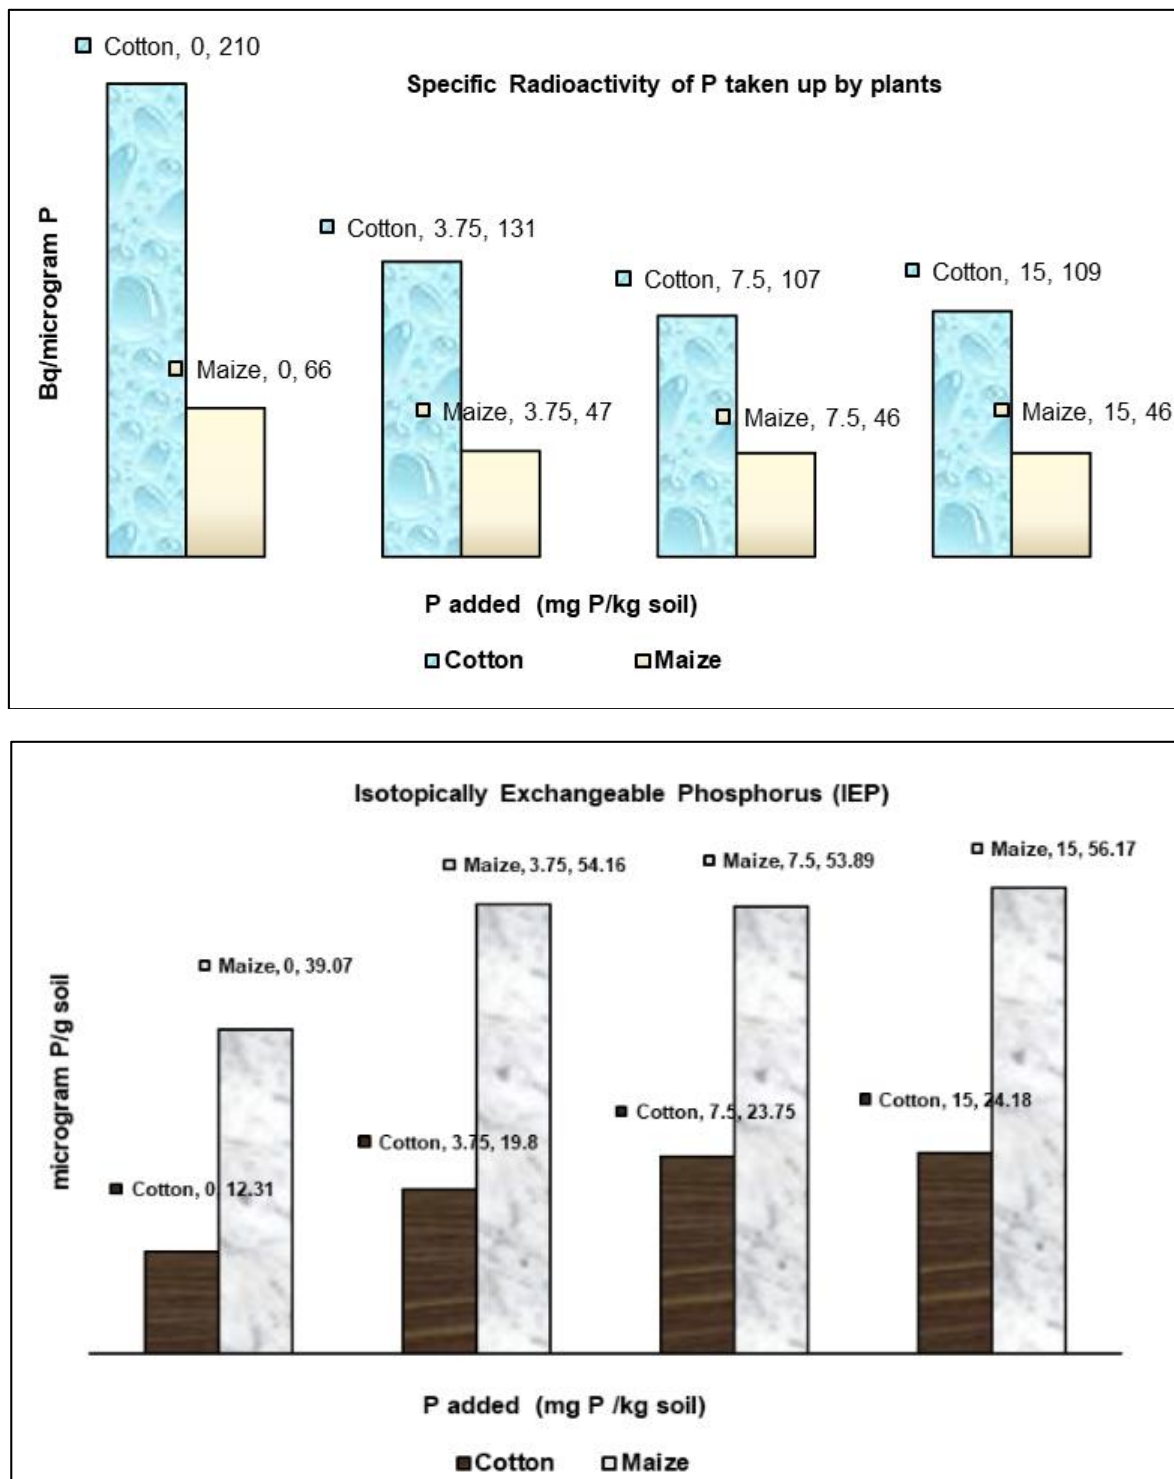 Cotton, 0, 210
Specific Radioactivity of P taken up by plants
Bq/microgram P
Cotton, 3.75, 131
Cotton, 7.5, 107
Cotton, 15, 109
Maize, 0, 66
Maize, 3.75, 47
Maize, 7.5, 46
Maize, 15, 46
P added (mg P/kg soil)
Cotton Maize
Isotopically Exchangeable Phosphorus (IEP)
microgram P/g soil
Maize, 0, 39.07
Maize, 3.75, 54.16
Maize, 7.5, 53.89
Maize, 15, 56.17
Cotton, 0, 12.31
Cotton, 3.75, 19.8
Cotton, 7.5, 23.75
Cotton, 15, 24.18
P added (mg P /kg soil)
Cotton Maize